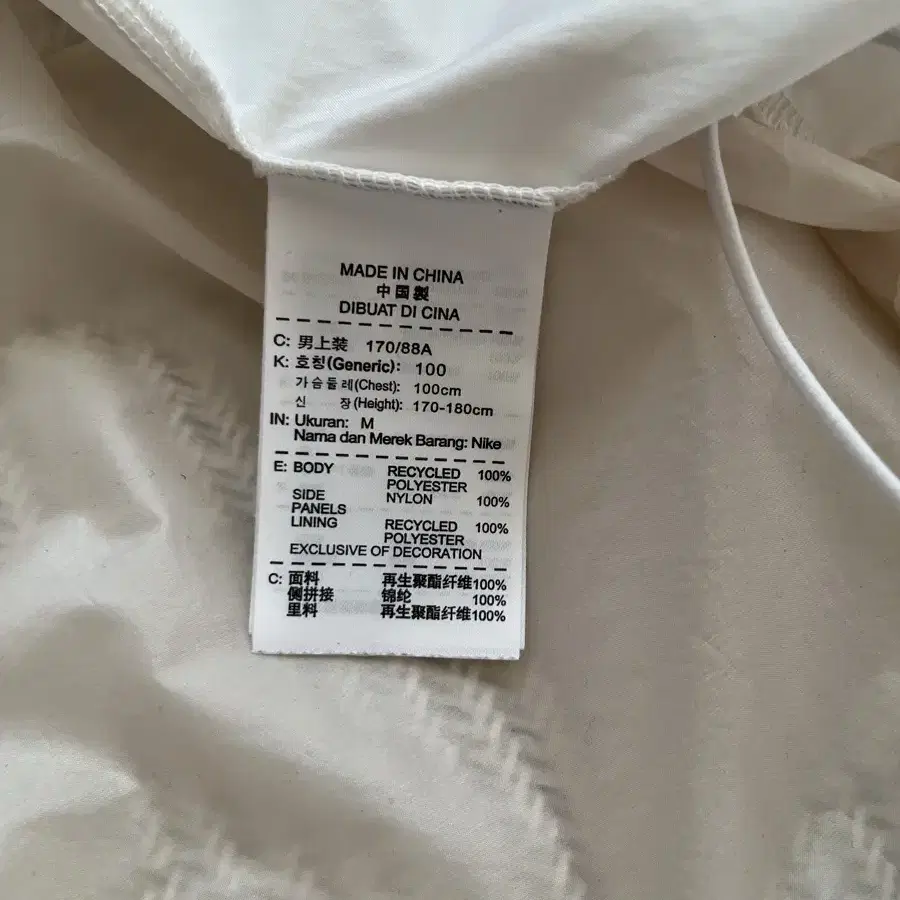 MADE IN CHINA
中国製
DIBUAT DI CINA
C: 男上裝 170/88A
K: 호칭(Generic): 100
가슴둘레(Chest): 100cm
신 장(Height): 170-180cm
IN: Ukuran: M
Nama dan Merek Barang: Nike
E: BODY RECYCLED 100%
POLYESTER
SIDE NYLON 100%
PANELS
LINING RECYCLED 100%
POLYESTER
EXCLUSIVE OF DECORATION
C: 面料 再生聚酯纤维100%
侧拼接 锦纶 100%
里料 再生聚酯纤维100%